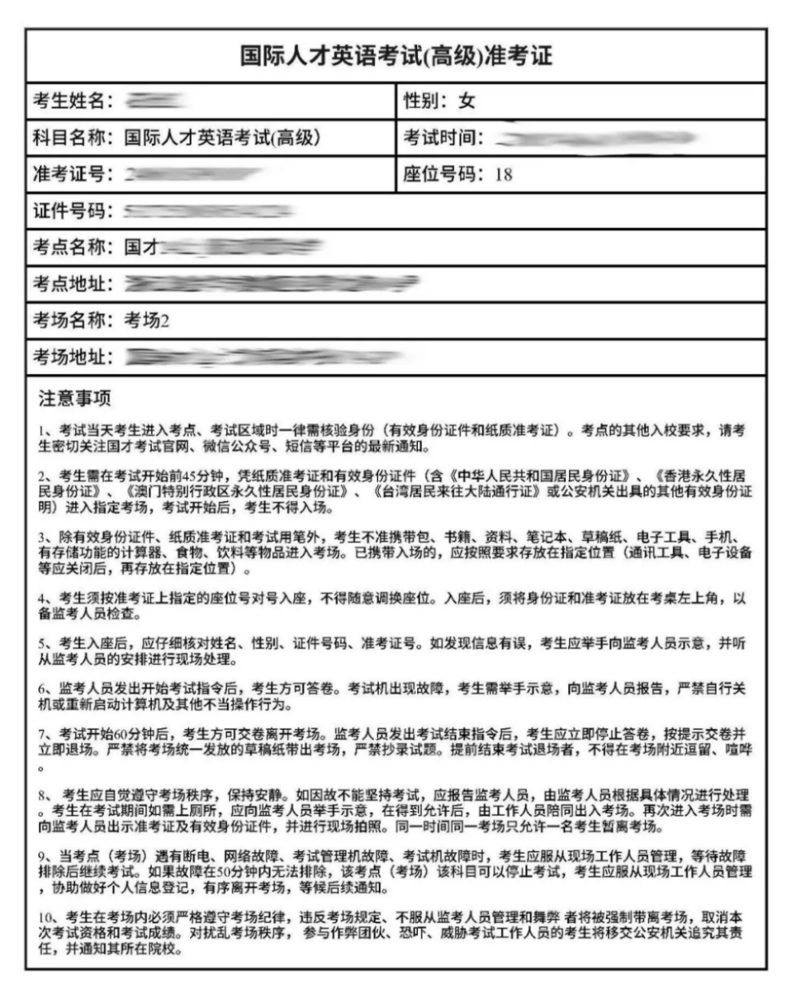 国际人才英语考试(高级)准考证
考生姓名：
性别：女
科目名称：国际人才英语考试(高级）
考试时间：
准考证号：2
座位号码：18
证件号码：5
考点名称：国才
考点地址：
考场名称：考场2
考场地址：
注意事项
1、考试当天考生进入考点、考试区域时一律需核验身份（有效身份证件和纸质准考证）。考点的其他入校要求，请考
生密切关注国才考试官网、微信公众号、短信等平台的最新通知。
2、考生需在考试开始前45分钟，凭纸质准考证和有效身份证件（含《中华人民共和国居民身份证》、《香港永久性居
民身份证》、《澳门特别行政区永久性居民身份证》、《台湾居民来往大陆通行证》或公安机关出具的其他有效身份证
明）进入指定考场，考试开始后，考生不得入场。
3、除有效身份证件、纸质准考证和考试用笔外，考生不准携带包、书籍、资料、笔记本、草稿纸、电子工具、手机、
有存储功能的计算器、食物、饮料等物品进入考场。已携带入场的，应按照要求存放在指定位置（通讯工具、电子设备
等应关闭后，再存放在指定位置）。
4、考生须按准考证上指定的座位号对号入座，不得随意调换座位。入座后，须将身份证和准考证放在考桌左上角，以
备监考人员检查。
5、考生入座后，应仔细核对姓名、性别、证件号码、准考证号。如发现信息有误，考生应举手向监考人员示意，并听
从监考人员的安排进行现场处理。
6、监考人员发出开始考试指令后，考生方可答卷。考试机出现故障，考生需举手示意，向监考人员报告，严禁自行关
机或重新启动计算机及其他不当操作行为。
7、考试开始60分钟后，考生方可交卷离开考场。监考人员发出考试结束指令后，考生应立即停止答卷，按提示交卷并
立即退场。严禁将考场统一发放的草稿纸带出考场，严禁抄录试题。提前结束考试退场者，不得在考场附近逗留、喧哗
。
8、 考生应自觉遵守考场秩序，保持安静。如因故不能坚持考试，应报告监考人员，由监考人员根据具体情况进行处理
。考生在考试期间如需上厕所，应向监考人员举手示意，在得到允许后，由工作人员陪同出入考场。再次进入考场时需
向监考人员出示准考证及有效身份证件，并进行现场拍照。同一时间同一考场只允许一名考生暂离考场。
9、当考点（考场）遇有断电、网络故障、考试管理机故障、考试机故障时，考生应服从现场工作人员管理，等待故障
排除后继续考试。如果故障在50分钟内无法排除，该考点（考场）该科目可以停止考试，考生应服从现场工作人员管理
，协助做好个人信息登记，有序离开考场，等候后续通知。
10、考生在考场内必须严格遵守考场纪律，违反考场规定、不服从监考人员管理和舞弊 者将被强制带离考场，取消本
次考试资格和考试成绩。对扰乱考场秩序， 参与作弊团伙、恐吓、威胁考试工作人员的考生将移交公安机关追究其责
任，并通知其所在院校。